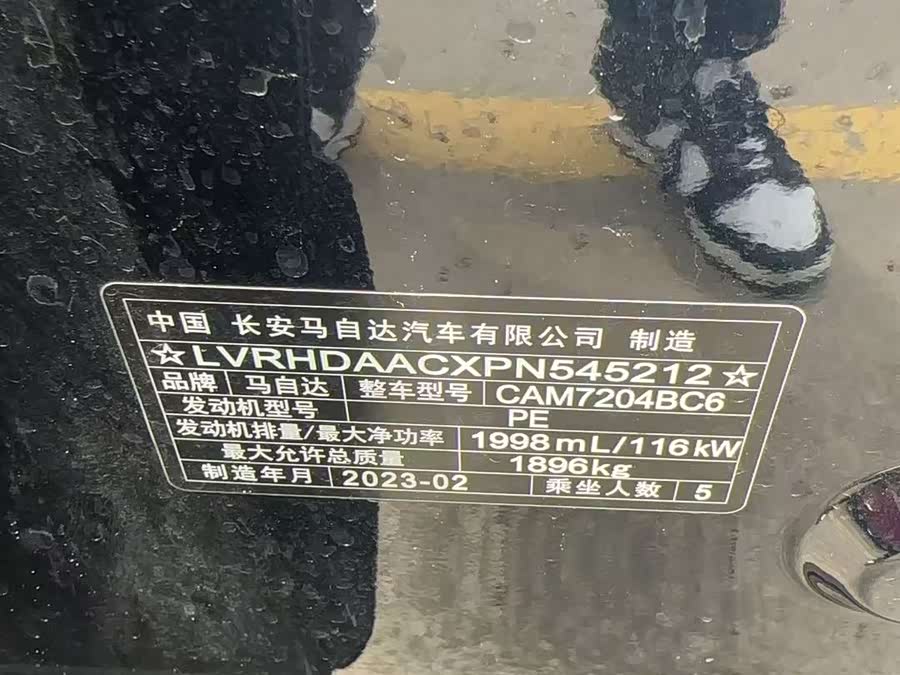 中国 长安马自达汽车有限公司 制造
☆LVRHDAACXPN545212☆
品牌 马自达 整车型号 CAM7204BC6
发动机型号 PE
发动机排量/最大净功率 1998mL/116kW
最大允许总质量 1896kg
制造年月 2023-02 乘坐人数 5